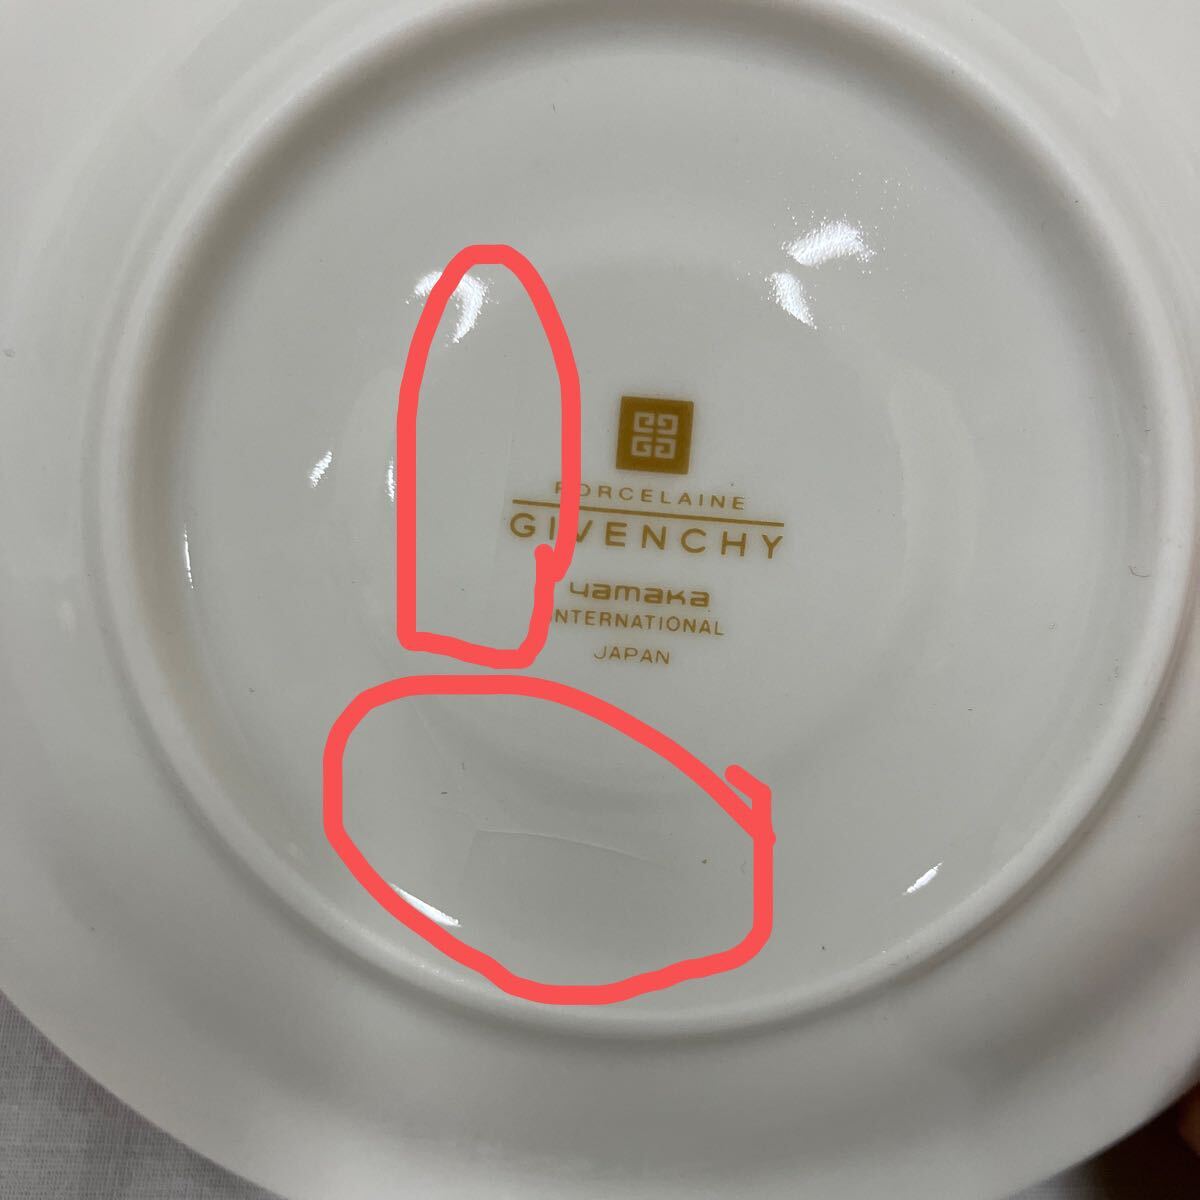 PORCELAINE
GIVENCHY
yamaka
INTERNATIONAL
JAPAN